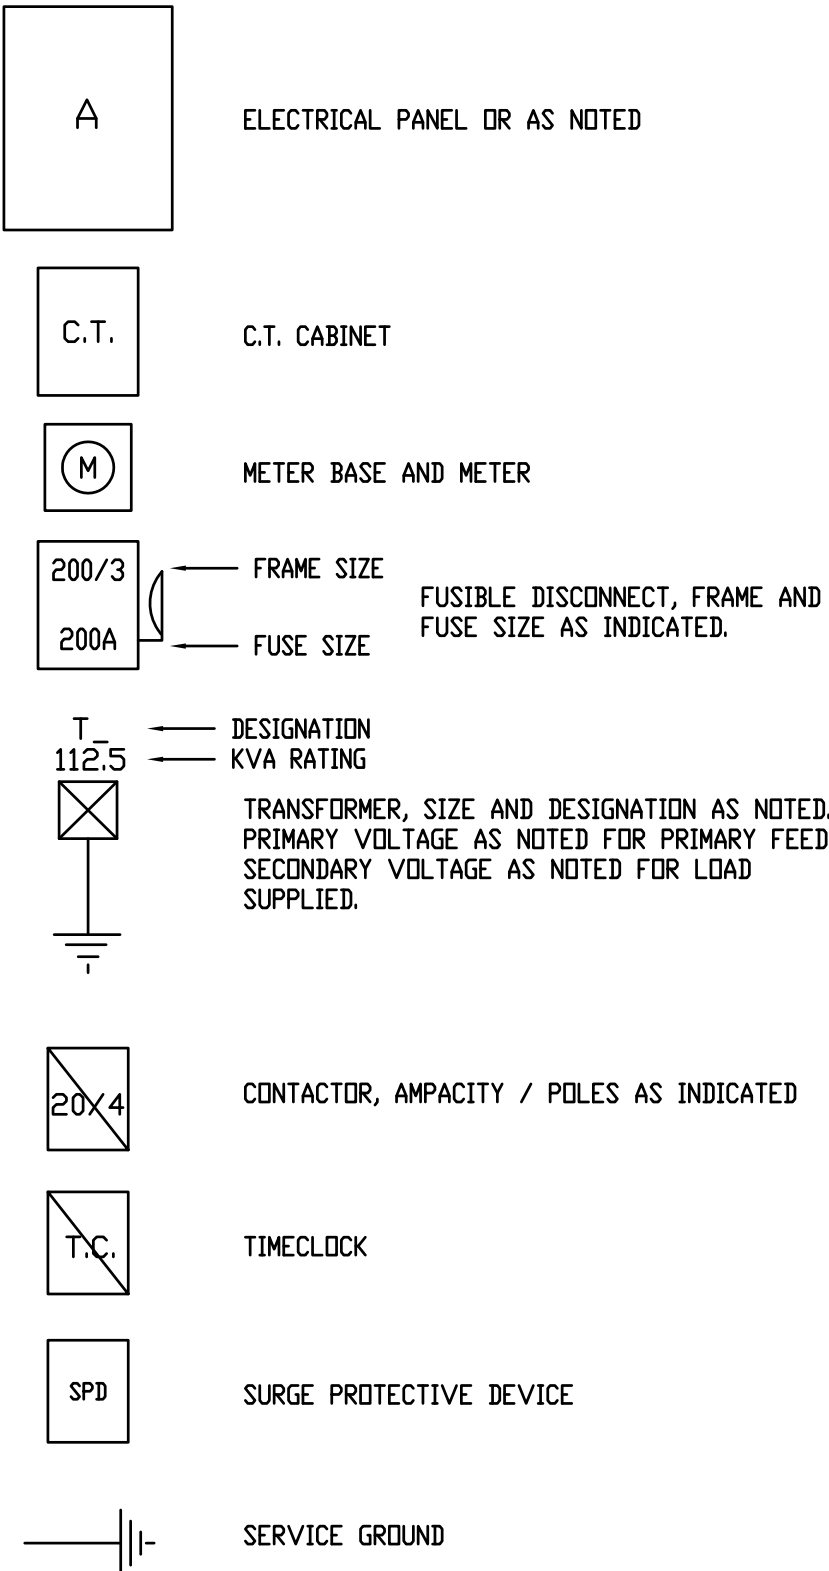 A
ELECTRICAL PANEL OR AS NOTED
C.T.
C.T. CABINET
M
METER BASE AND METER
200/3
FRAME SIZE
200A
FUSE SIZE
FUSIBLE DISCONNECT, FRAME AND
FUSE SIZE AS INDICATED.
T_
DESIGNATION
112.5
KVA RATING
TRANSFORMER, SIZE AND DESIGNATION AS NOTED.
PRIMARY VOLTAGE AS NOTED FOR PRIMARY FEED
SECONDARY VOLTAGE AS NOTED FOR LOAD
SUPPLIED.
20/4
CONTACTOR, AMPACITY / POLES AS INDICATED
T.C.
TIMECLOCK
SPD
SURGE PROTECTIVE DEVICE
SERVICE GROUND